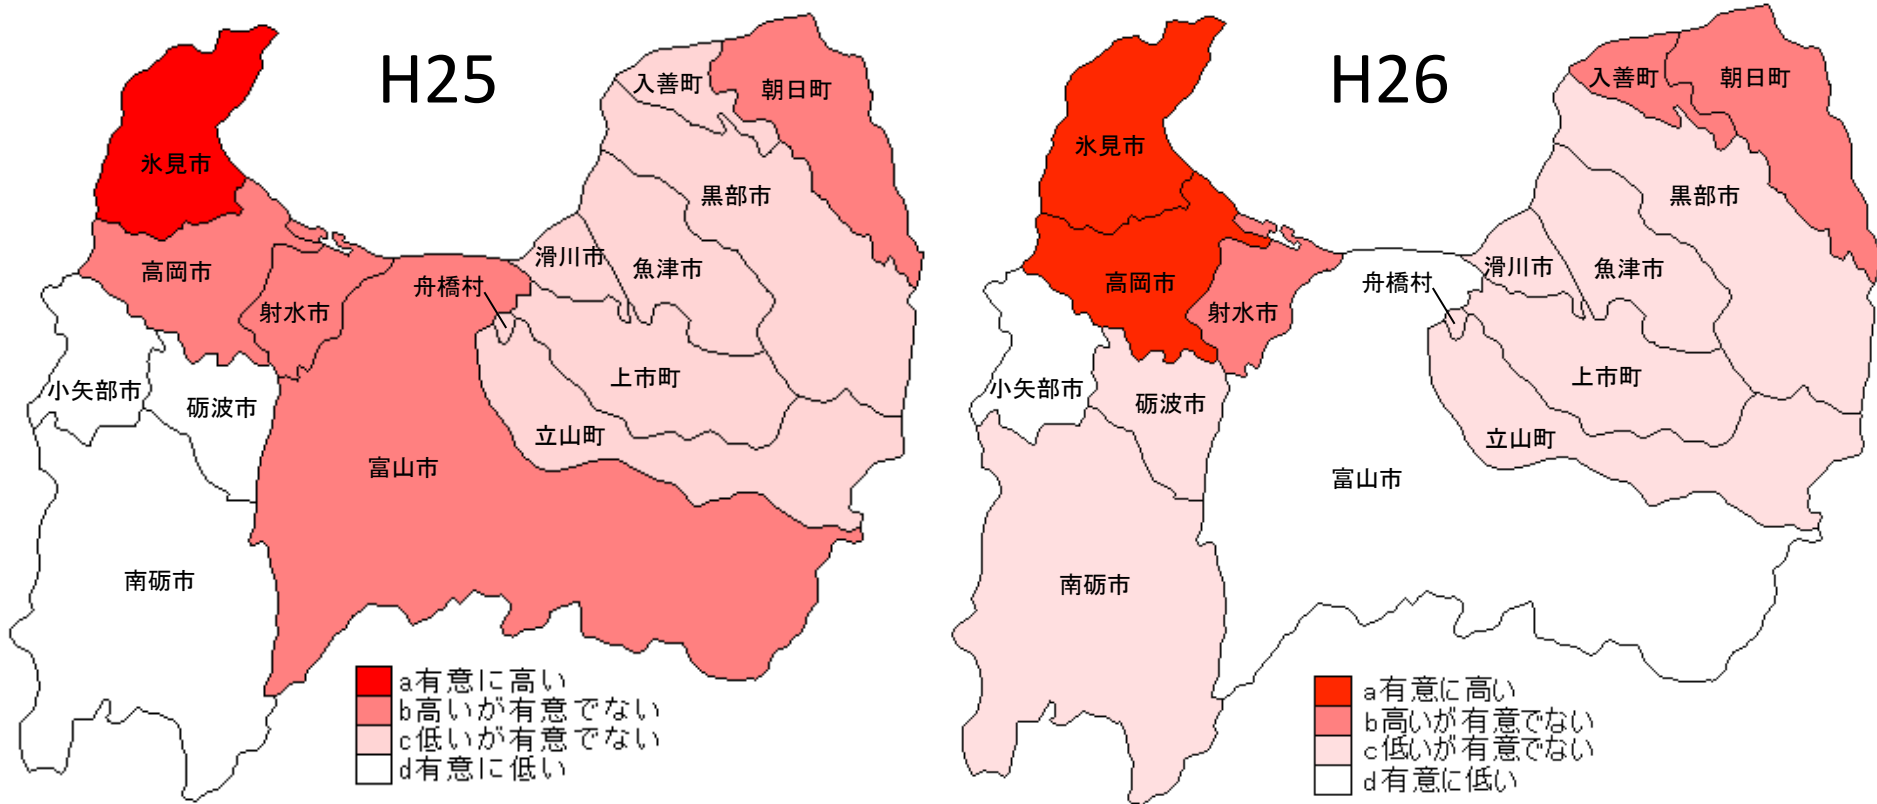 H25
入善町
朝日町
氷見市
黒部市
滑川市
魚津市
高岡市
舟橋村
射水市
上市町
小矢部市
砺波市
立山町
富山市
南砺市
a有意に高い
b高いが有意でない
c低いが有意でない
d有意に低い
H26
入善町
朝日町
氷見市
黒部市
滑川市
魚津市
高岡市
舟橋村
射水市
上市町
小矢部市
砺波市
立山町
富山市
南砺市
a有意に高い
b高いが有意でない
c低いが有意でない
d有意に低い